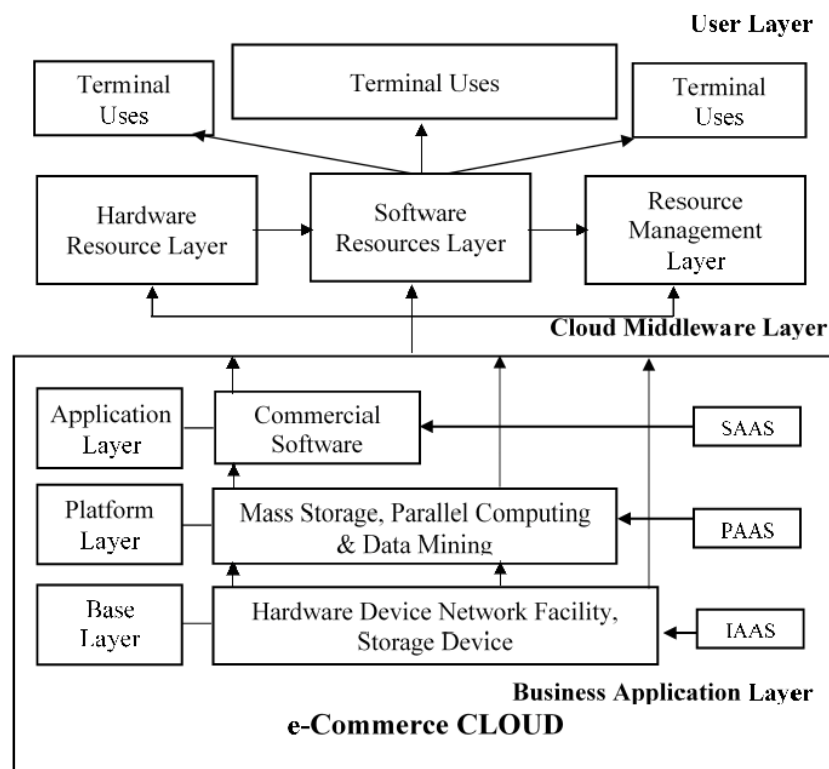 User Layer
Terminal
Uses
Terminal Uses
Terminal
Uses
Hardware
Resource Layer
Software
Resources Layer
Resource
Management
Layer
Cloud Middleware Layer
Application
Layer
Commercial
Software
SAAS
Platform
Layer
Mass Storage, Parallel Computing
& Data Mining
PAAS
Base
Layer
Hardware Device Network Facility,
Storage Device
IAAS
Business Application Layer
e-Commerce CLOUD